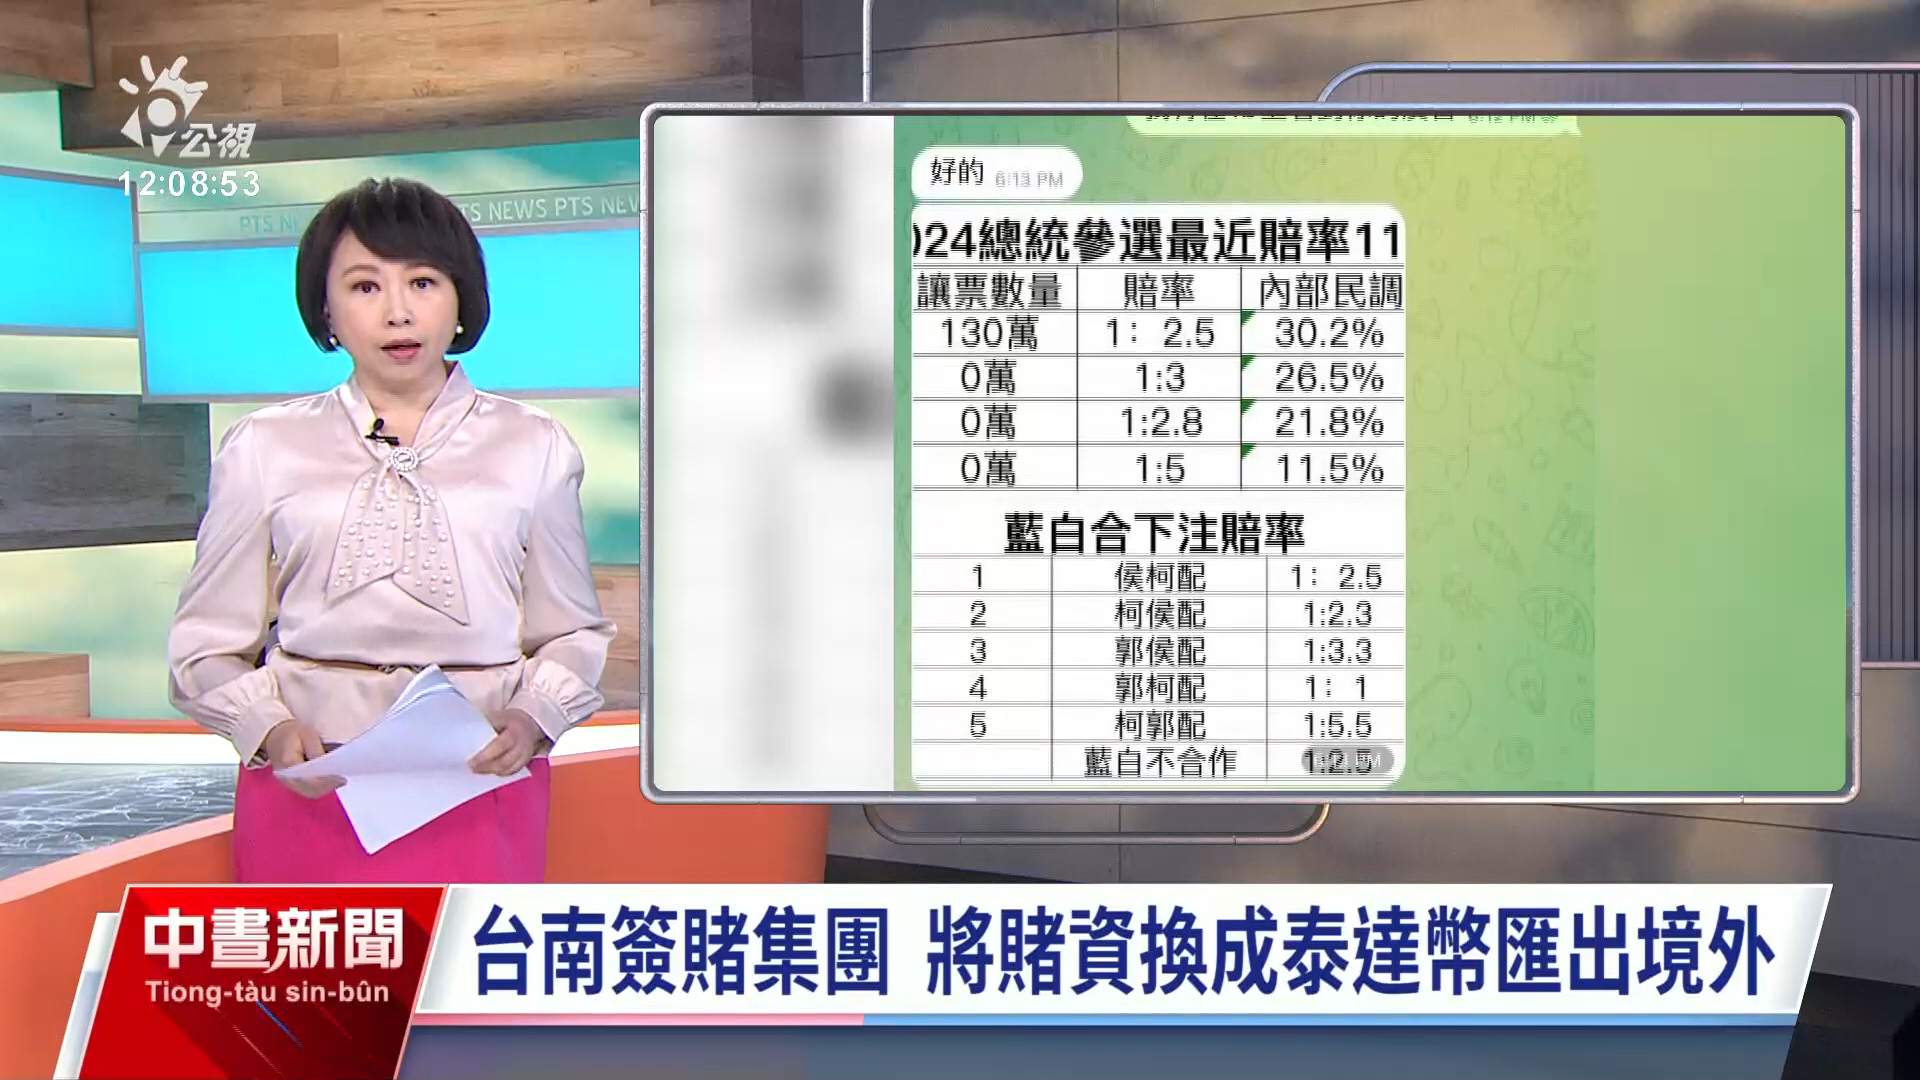 公視
12:08:53
PTS NEWS PTS NEW
好的 6:13 PM
024總統參選最近賠率11
讓票數量 賠率 內部民調
130萬 1: 2.5 30.2%
0萬 1:3 26.5%
0萬 1:2.8 21.8%
0萬 1:5 11.5%
藍白合下注賠率
1 侯柯配 1: 2.5
2 柯侯配 1:2.3
3 郭侯配 1:3.3
4 郭柯配 1: 1
5 柯郭配 1:5.5
藍白不合作 1:2.5
中晝新聞
Tiong-tàu sin-bûn
台南簽賭集團 將賭資換成泰達幣匯出境外